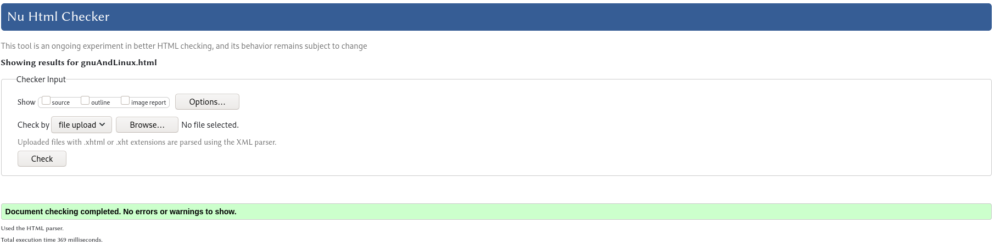 Nu Html Checker
This tool is an ongoing experiment in better HTML checking, and its behavior remains subject to change
Showing results for gnuAndLinux.html
Checker Input
Show source outline image report Options...
Check by file upload Browse... No file selected.
Uploaded files with .xhtml or .xht extensions are parsed using the XML parser.
Check
Document checking completed. No errors or warnings to show.
Used the HTML parser.
Total execution time 369 milliseconds.